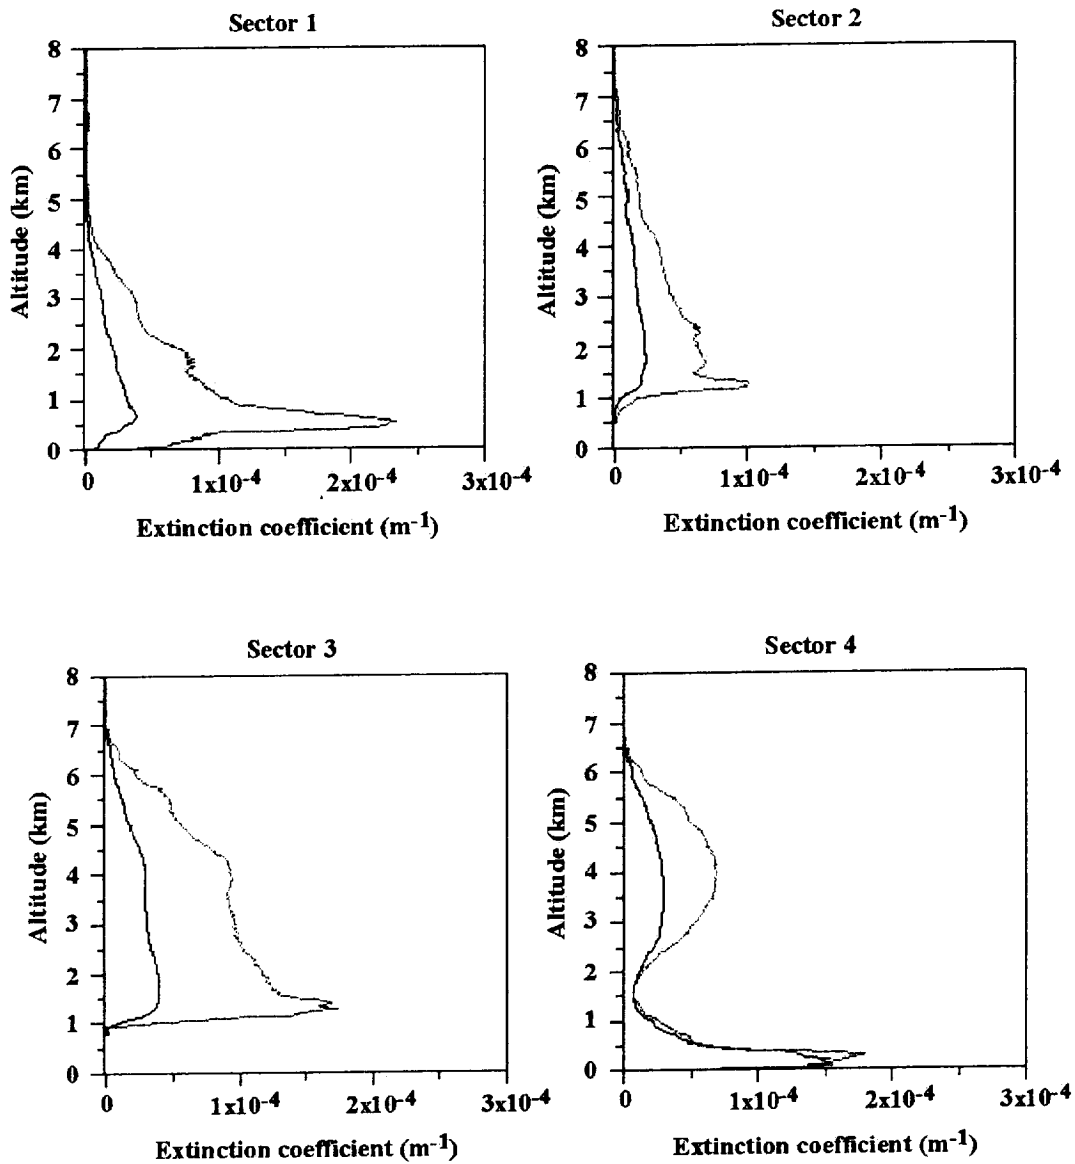 Sector 1
8
7
6
5
4
3
2
1
0
Altitude (km)
0 1x10-4 2x10-4 3x10-4
Extinction coefficient (m-1)
Sector 2
8
7
6
5
4
3
2
1
0
Altitude (km)
0 1x10-4 2x10-4 3x10-4
Extinction coefficient (m-1)
Sector 3
8
7
6
5
4
3
2
1
0
Altitude (km)
0 1x10-4 2x10-4 3x10-4
Extinction coefficient (m-1)
Sector 4
8
7
6
5
4
3
2
1
0
Altitude (km)
0 1x10-4 2x10-4 3x10-4
Extinction coefficient (m-1)